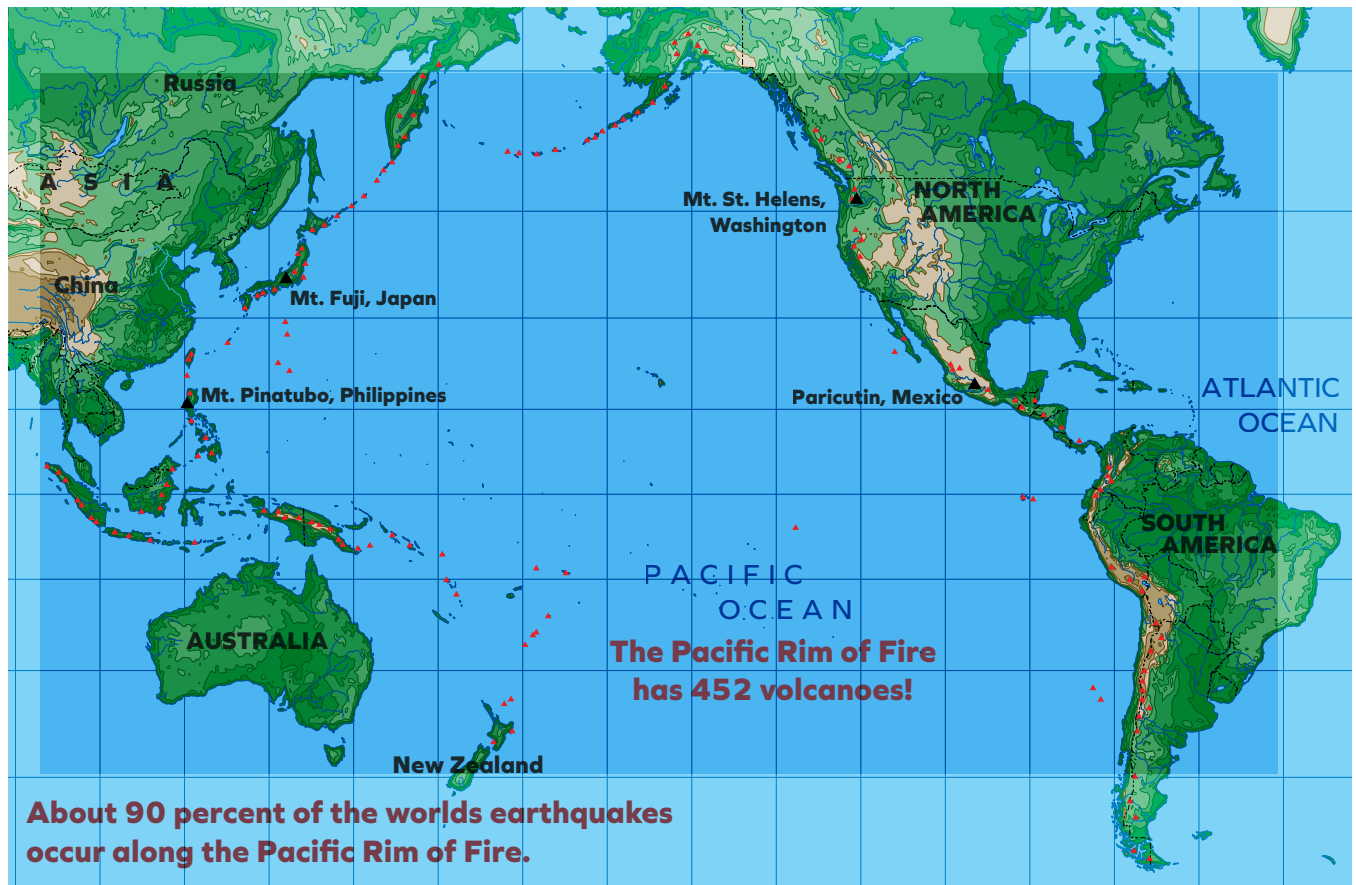 Russia
A S I A
China
Mt. Fuji, Japan
Mt. Pinatubo, Philippines
Mt. St. Helens,
Washington
NORTH
AMERICA
Paricutin, Mexico
ATLANTIC
OCEAN
SOUTH
AMERICA
PACIFIC
OCEAN
AUSTRALIA
The Pacific Rim of Fire
has 452 volcanoes!
New Zealand
About 90 percent of the worlds earthquakes
occur along the Pacific Rim of Fire.